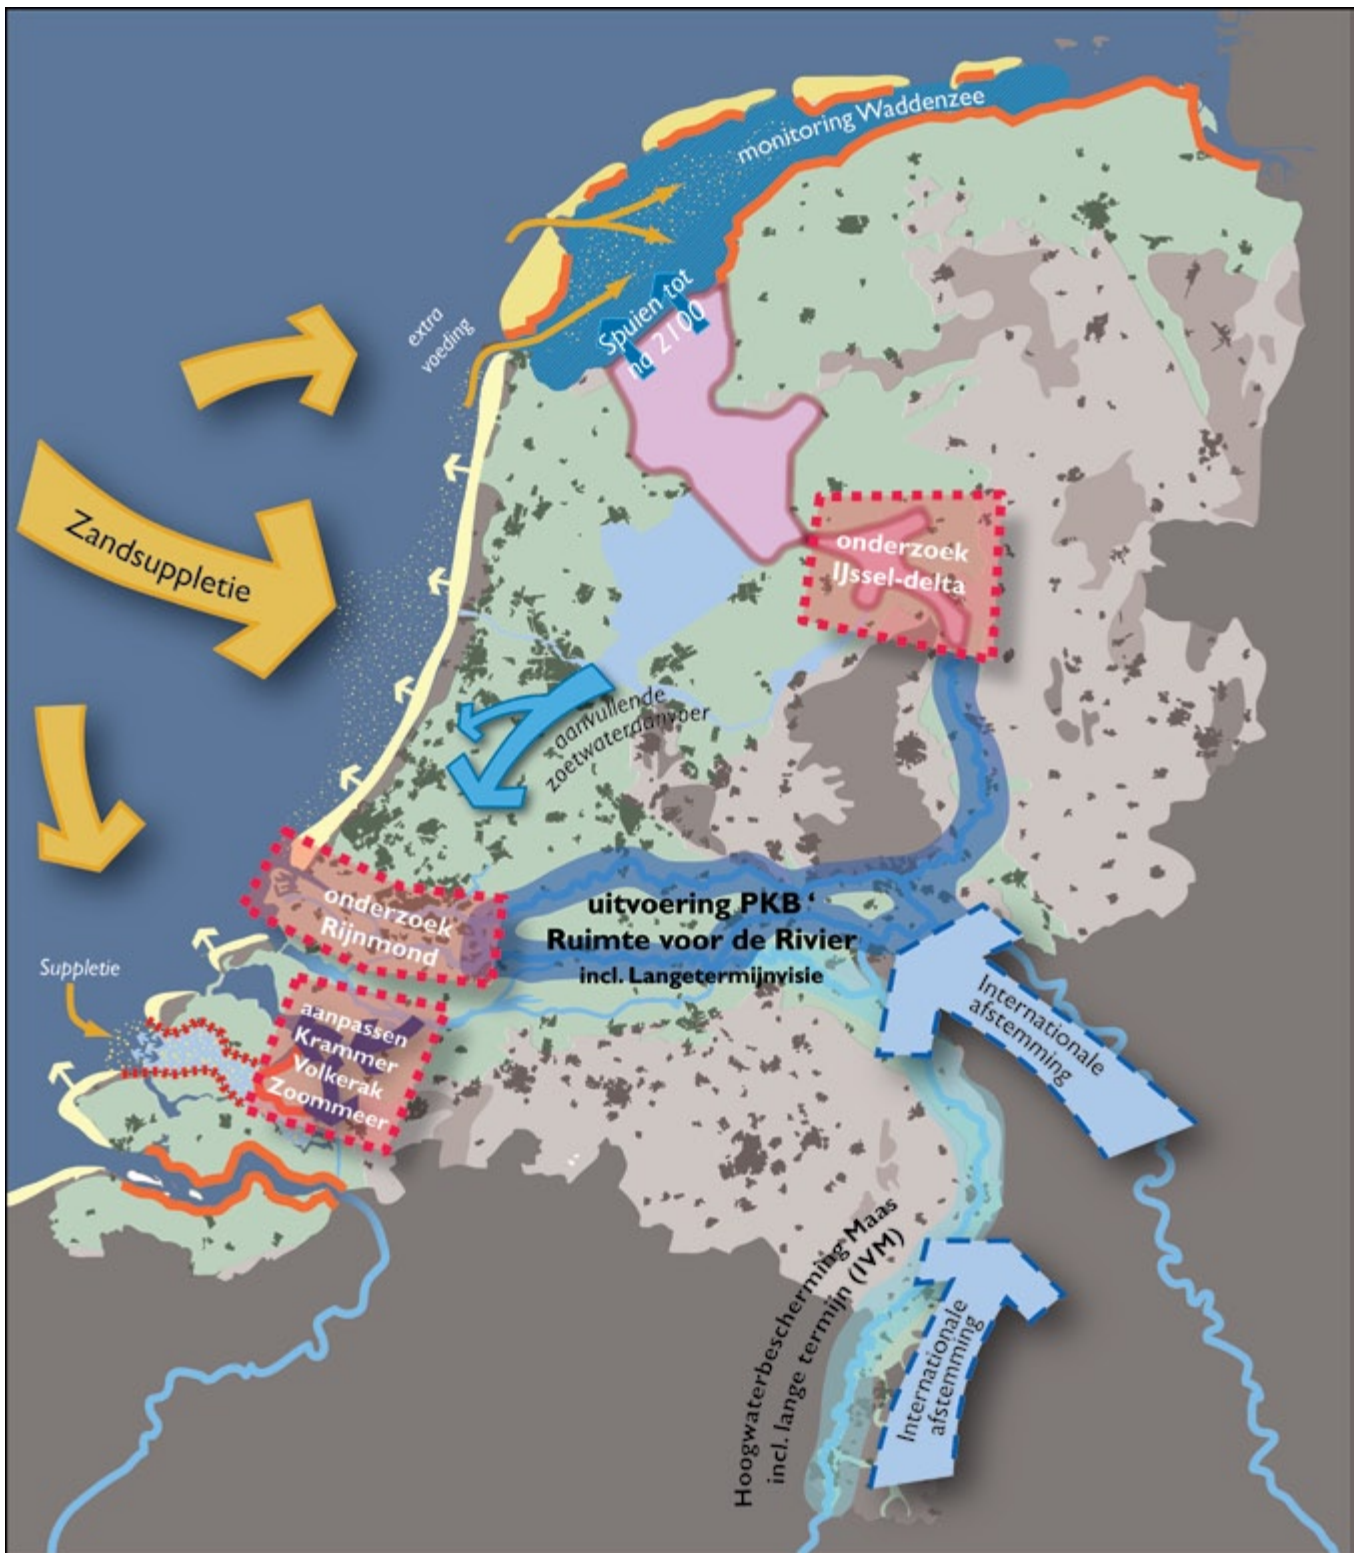 monitoring Waddenzee
Spuien tot
na 2100
extra
voeding
Zandsuppletie
onderzoek
IJssel-delta
aanvullende
zoetwateraanvoer
onderzoek
Rijnmond
uitvoering PKB '
Ruimte voor de Rivier
incl. Langetermijnvisie
Suppletie
aanpassen
Krammer
Volkerak
Zoommeer
Internationale
afstemming
Hoogwaterbescherming Maas
incl. lange termijn (IVM)
Internationale
afstemming